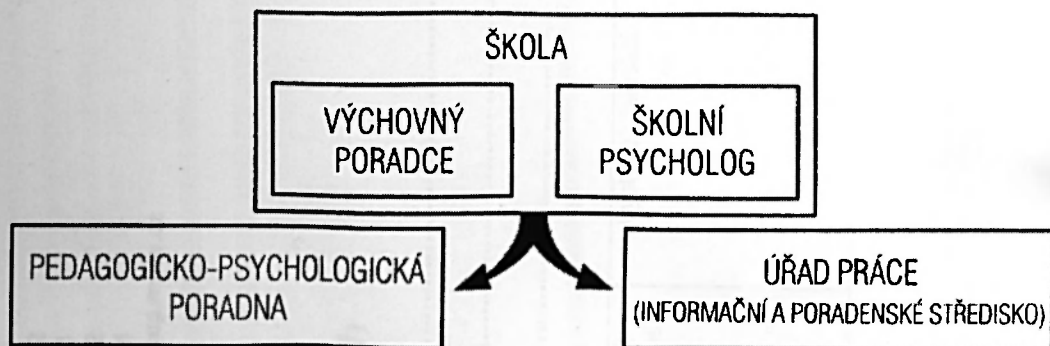 ŠKOLA
VÝCHOVNÝ
PORADCE
ŠKOLNÍ
PSYCHOLOG
PEDAGOGICKO-PSYCHOLOGICKÁ
PORADNA
ÚŘAD PRÁCE
(INFORMAČNÍ A PORADENSKÉ STŘEDISKO)